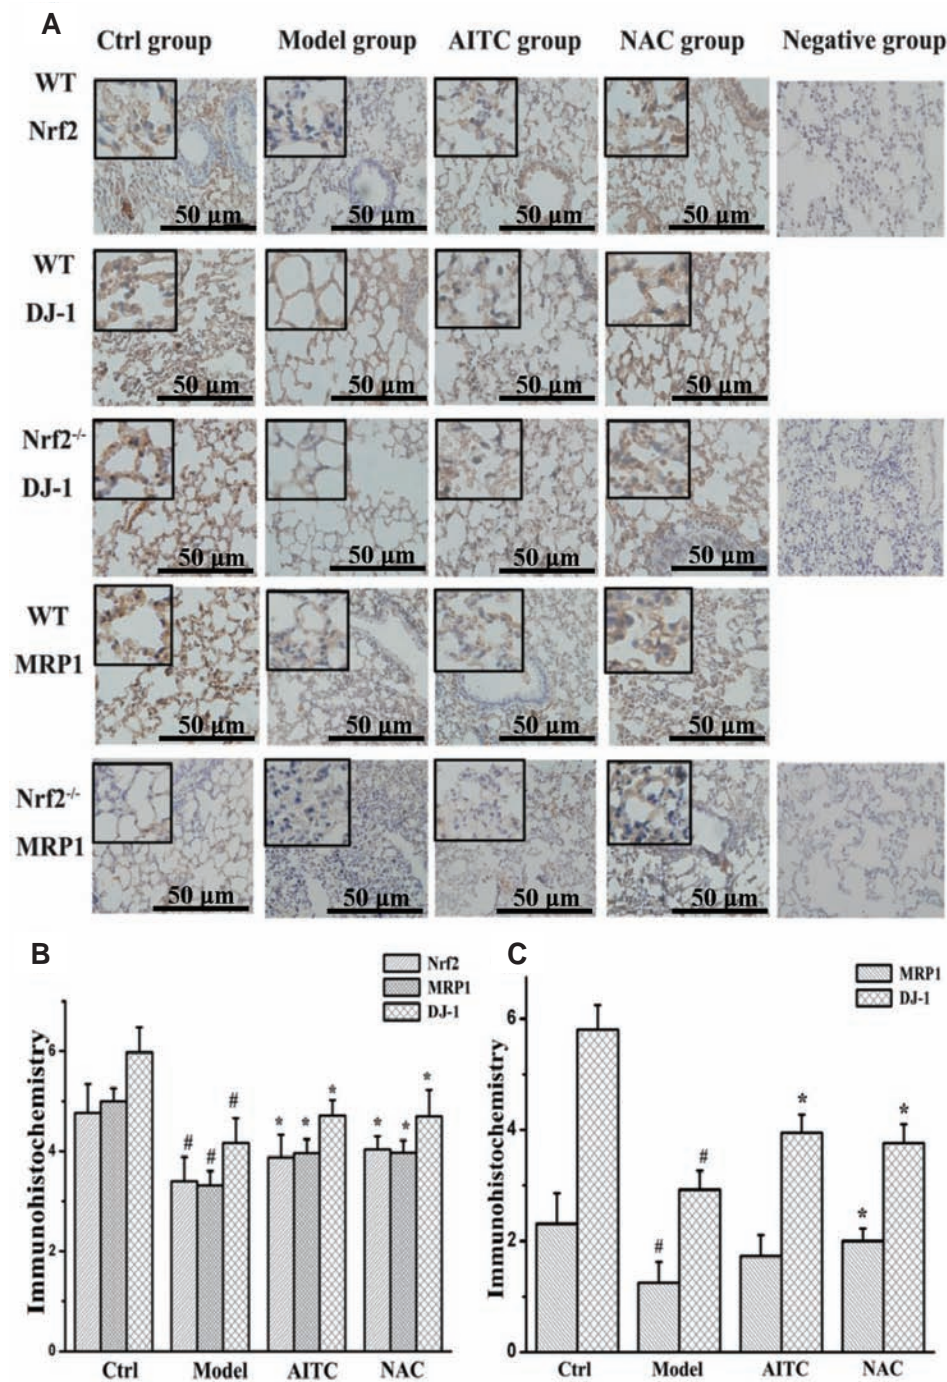 A
Ctrl group Model group AITC group NAC group Negative group
WT
Nrf2
50 µm 50 µm 50 µm 50 µm
WT
DJ-1
50 µm 50 µm 50 µm 50 µm
Nrf2-/-
DJ-1
50 µm 50 µm 50 µm 50 µm
WT
MRP1
50 µm 50 µm 50 µm 50 µm
Nrf2-/-
MRP1
50 µm 50 µm 50 µm 50 µm
B
Nrf2
MRP1
DJ-1
Immunohistochemistry
6
4
2
0
# # #
* * *
* * *
Ctrl Model AITC NAC
C
MRP1
DJ-1
Immunohistochemistry
6
4
2
0
# #
*
* *
Ctrl Model AITC NAC